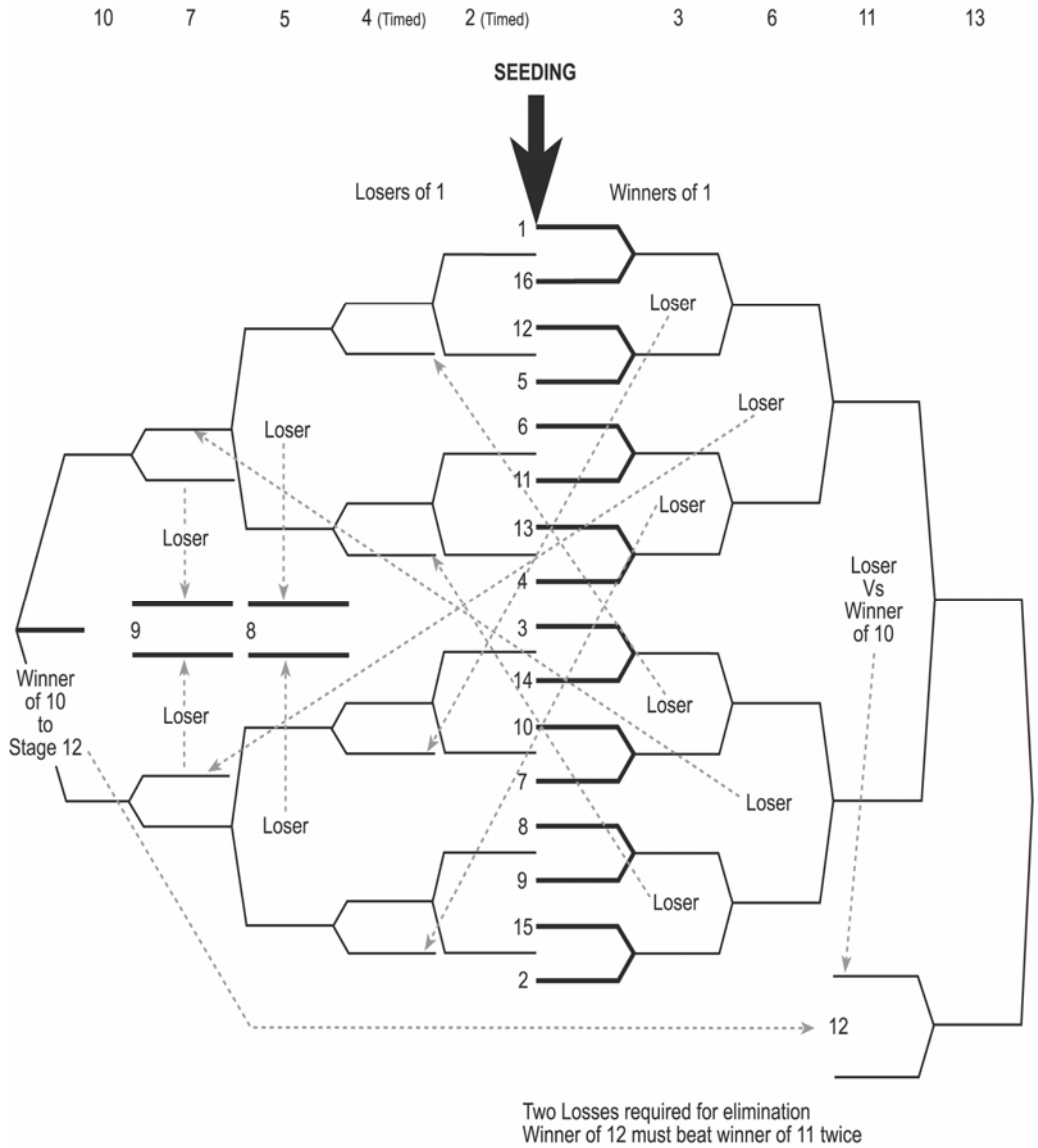 10 7 5 4 (Timed) 2 (Timed) 3 6 11 13
SEEDING
Losers of 1 Winners of 1
1
16
Loser
12
5
Loser
6
Loser
11
Loser
13
Loser
4
Loser
Vs
Winner
of 10
9 8
3
14
Winner
of 10
to
Stage 12
Loser
Loser
10
7
Loser
8
Loser
9
Loser
15
2
12
Two Losses required for elimination
Winner of 12 must beat winner of 11 twice